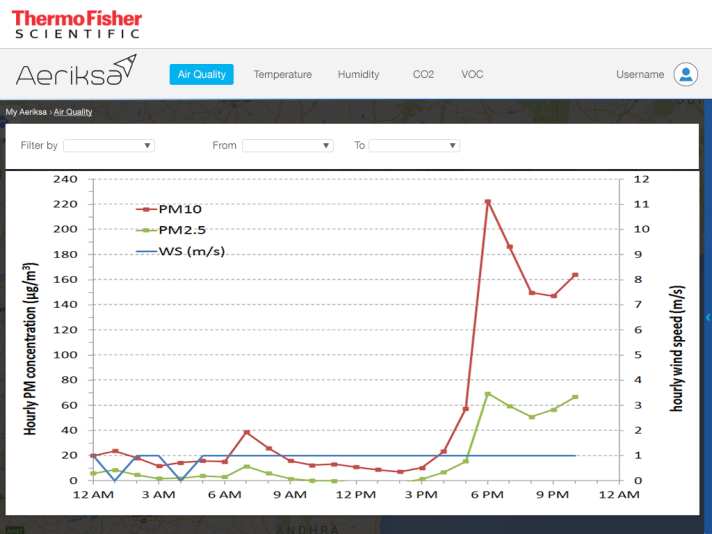 ThermoFisher
SCIENTIFIC
Aeriksa
Air Quality
Temperature
Humidity
CO2
VOC
Username
My Aeriksa › Air Quality
Filter by
From
To
240
220
200
180
160
140
120
100
80
60
40
20
0
12
11
10
9
8
7
6
5
4
3
2
1
0
PM10
PM2.5
WS (m/s)
Hourly PM concentration (µg/m³)
hourly wind speed (m/s)
12 AM
3 AM
6 AM
9 AM
12 PM
3 PM
6 PM
9 PM
12 AM
ANDHRA